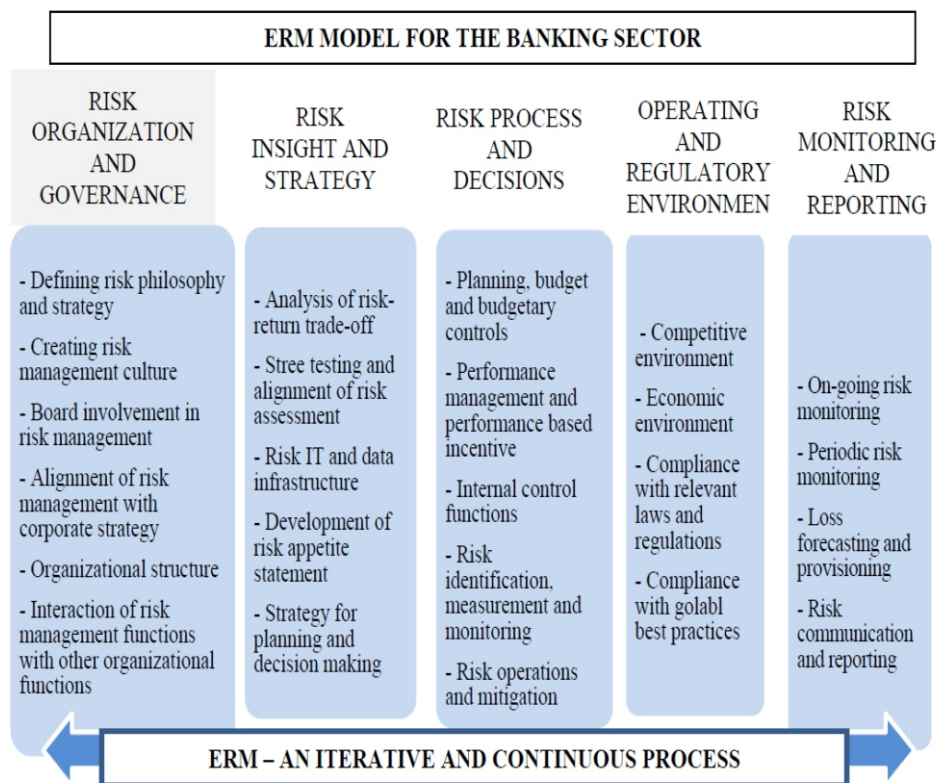 ERM MODEL FOR THE BANKING SECTOR
RISK
ORGANIZATION
AND
GOVERNANCE
RISK
INSIGHT AND
STRATEGY
RISK PROCESS
AND
DECISIONS
OPERATING
AND
REGULATORY
ENVIRONMEN
RISK
MONITORING
AND
REPORTING
- Defining risk philosophy
and strategy
- Creating risk
management culture
- Board involvement in
risk management
- Alignment of risk
management with
corporate strategy
- Organizational structure
- Interaction of risk
management functions
with other organizational
functions
- Analysis of risk-
return trade-off
- Stree testing and
alignment of risk
assessment
- Risk IT and data
infrastructure
- Development of
risk appetite
statement
- Strategy for
planning and
decision making
- Planning, budget
and budgetary
controls
- Performance
management and
performance based
incentive
- Internal control
functions
- Risk
identification,
measurement and
monitoring
- Risk operations
and mitigation
- Competitive
environment
- Economic
environment
- Compliance
with relevant
laws and
regulations
- Compliance
with golabl
best practices
- On-going risk
monitoring
- Periodic risk
monitoring
- Loss
forecasting and
provisioning
- Risk
communication
and reporting
ERM – AN ITERATIVE AND CONTINUOUS PROCESS